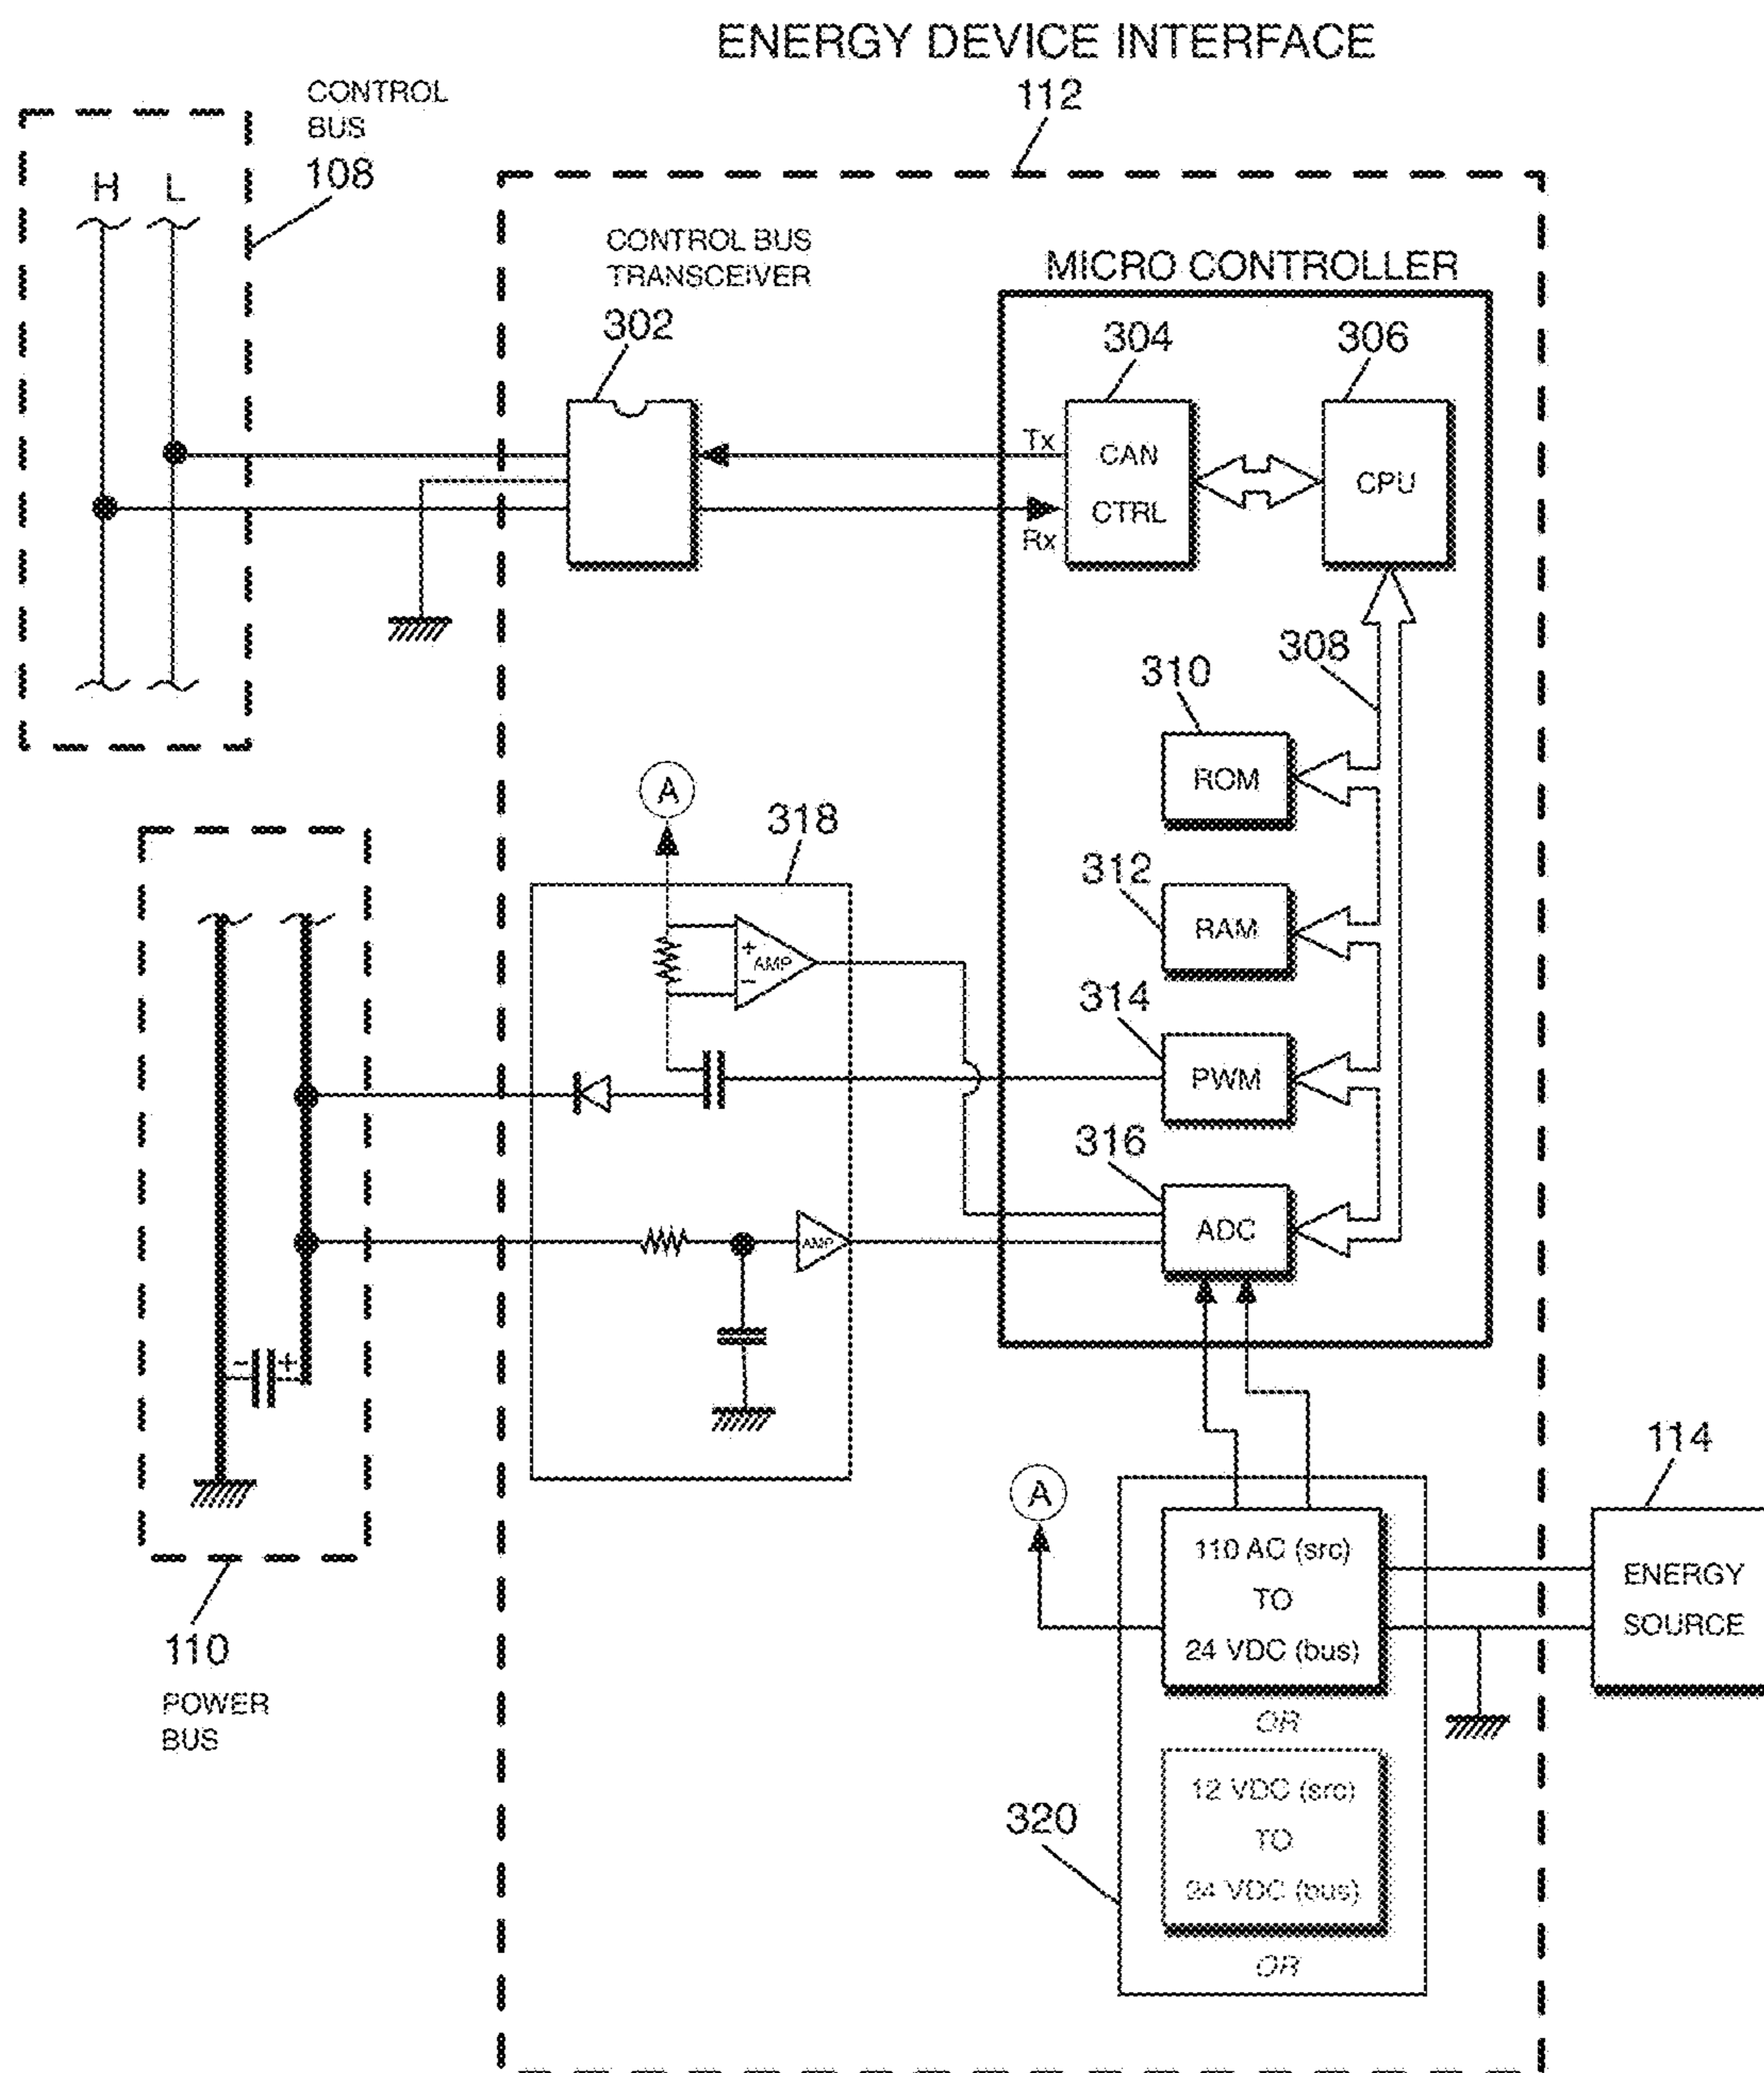 ENERGY DEVICE INTERFACE
112
CONTROL
BUS
108
H L
CONTROL BUS
TRANSCEIVER
302
MICRO CONTROLLER
304
306
Tx
Rx
CAN
CTRL
CPU
308
310
ROM
312
RAM
314
PWM
316
ADC
A
318
+
AMP
-
AMP
- +
110
POWER
BUS
A
110 AC (src)
TO
24 VDC (bus)
OR
12 VDC (src)
TO
24 VDC (bus)
OR
320
114
ENERGY
SOURCE